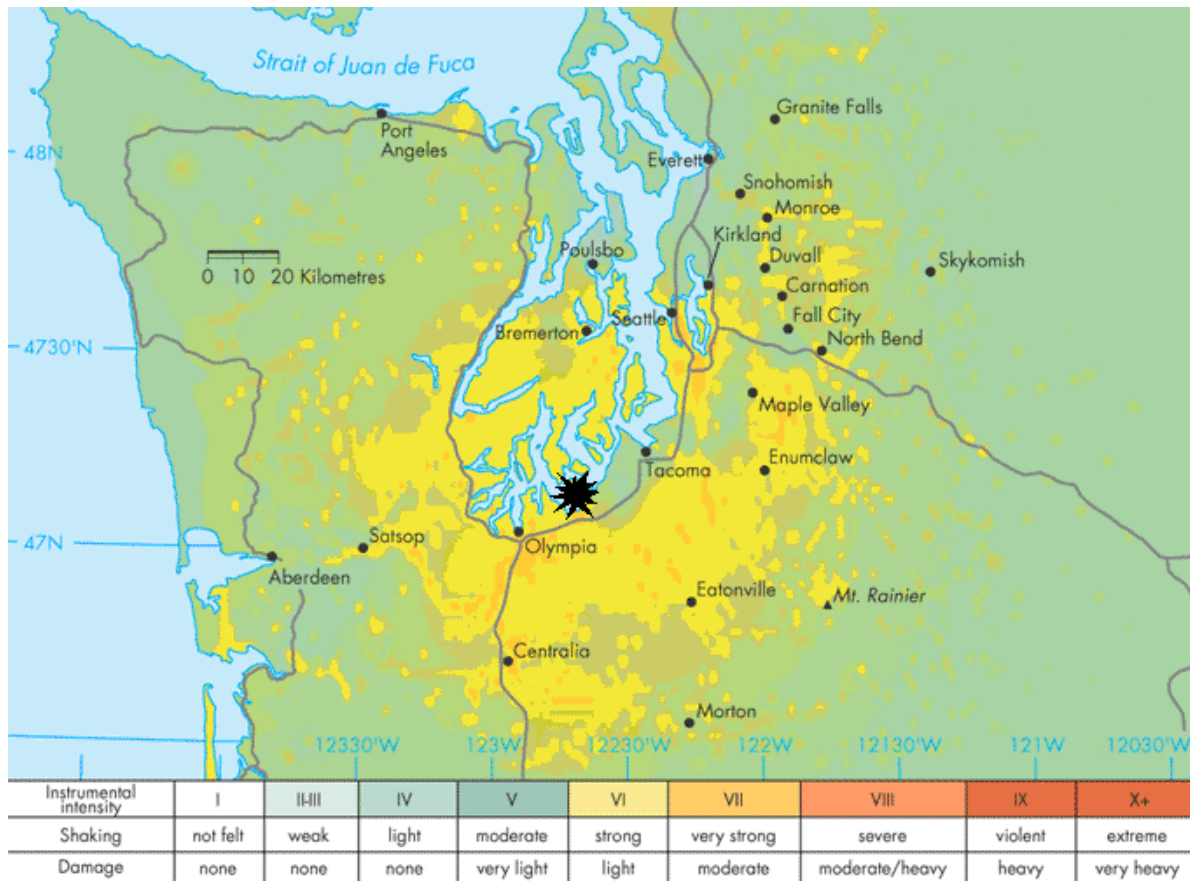 Strait of Juan de Fuca
Granite Falls
Port
Angeles
48N
Everett
Snohomish
Monroe
Kirkland
Poulsbo
Duvall
Skykomish
0 10 20 Kilometres
Carnation
Seattle
Fall City
Bremerton
North Bend
4730'N
Maple Valley
Enumclaw
Tacoma
Satsop
47N
Olympia
Aberdeen
Eatonville
Mt. Rainier
Centralia
Morton
12330'W 1239W 12230'W 122W 12130'W 121W 12030'W
Instrumental intensity I II-III IV V VI VII VIII IX X+
Shaking not felt weak light moderate strong very strong severe violent extreme
Damage none none none very light light moderate moderate/heavy heavy very heavy